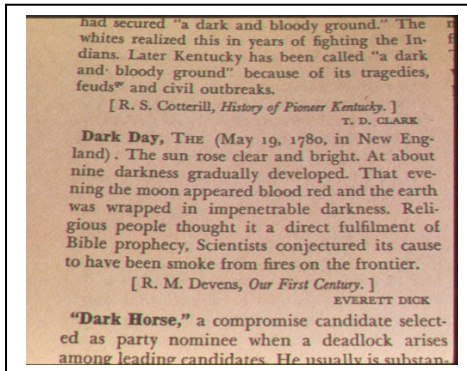 had secured "a dark and bloody ground." The
whites realized this in years of fighting the In-
dians. Later Kentucky has been called "a dark
and bloody ground" because of its tragedies,
feuds and civil outbreaks.
[ R. S. Cotterill, History of Pioneer Kentucky. ]
T. D. CLARK
Dark Day, THE (May 19, 1780, in New Eng-
land). The sun rose clear and bright. At about
nine darkness gradually developed. That eve-
ning the moon appeared blood red and the earth
was wrapped in impenetrable darkness. Reli-
gious people thought it a direct fulfilment of
Bible prophecy, Scientists conjectured its cause
to have been smoke from fires on the frontier.
[ R. M. Devens, Our First Century. ]
EVERETT DICK
"Dark Horse," a compromise candidate select-
ed as party nominee when a deadlock arises
among leading candidates. He usually is substan-